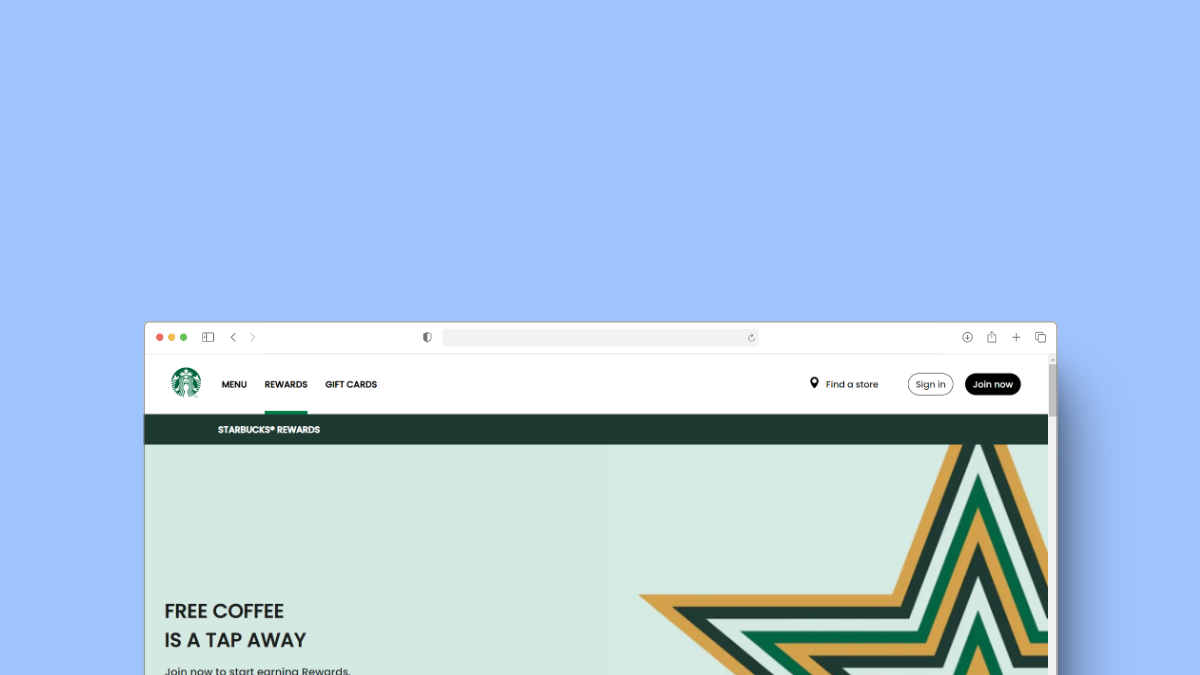 MENU REWARDS GIFT CARDS Find a store Sign in Join now
STARBUCKS® REWARDS
FREE COFFEE
IS A TAP AWAY
Join now to start earning Rewards.